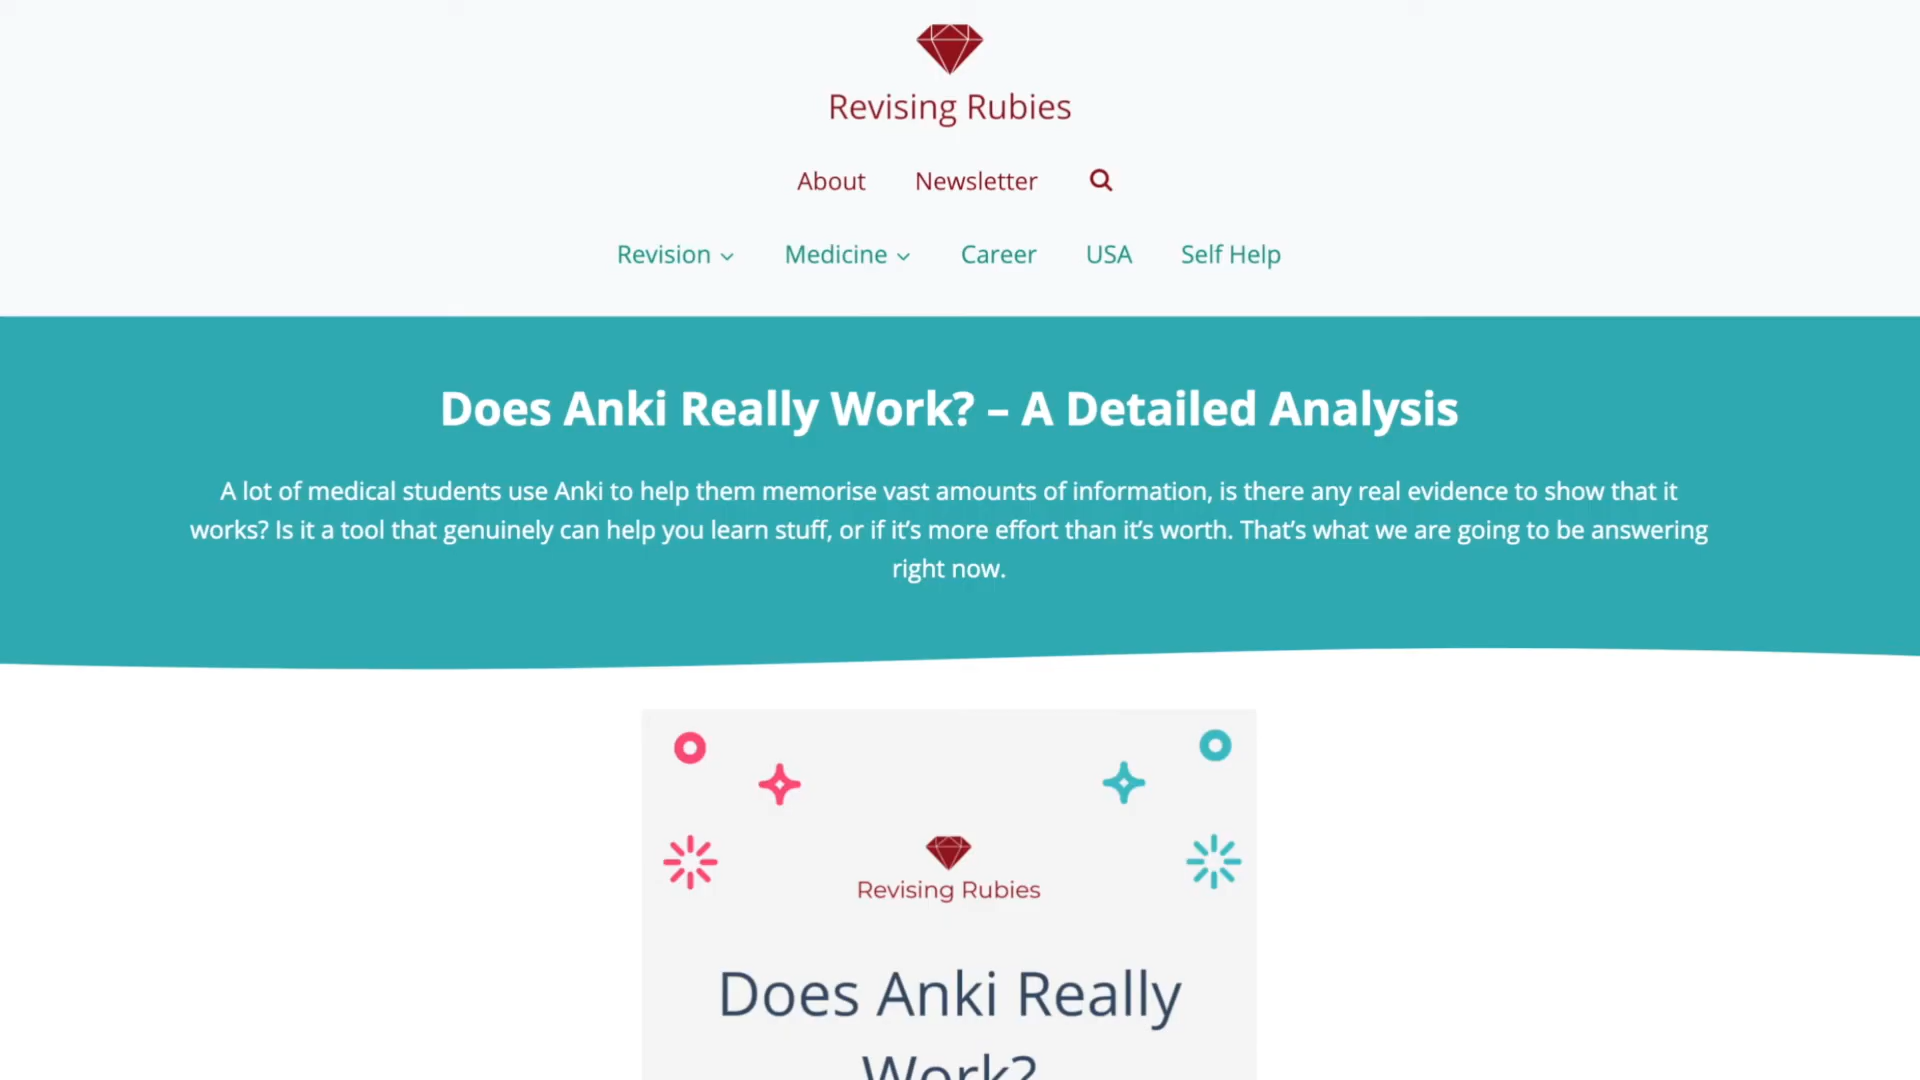 Revising Rubies
About Newsletter
Revision Medicine Career USA Self Help
Does Anki Really Work? – A Detailed Analysis
A lot of medical students use Anki to help them memorise vast amounts of information, is there any real evidence to show that it
works? Is it a tool that genuinely can help you learn stuff, or if it’s more effort than it’s worth. That’s what we are going to be answering
right now.
Revising Rubies
Does Anki Really
Work?